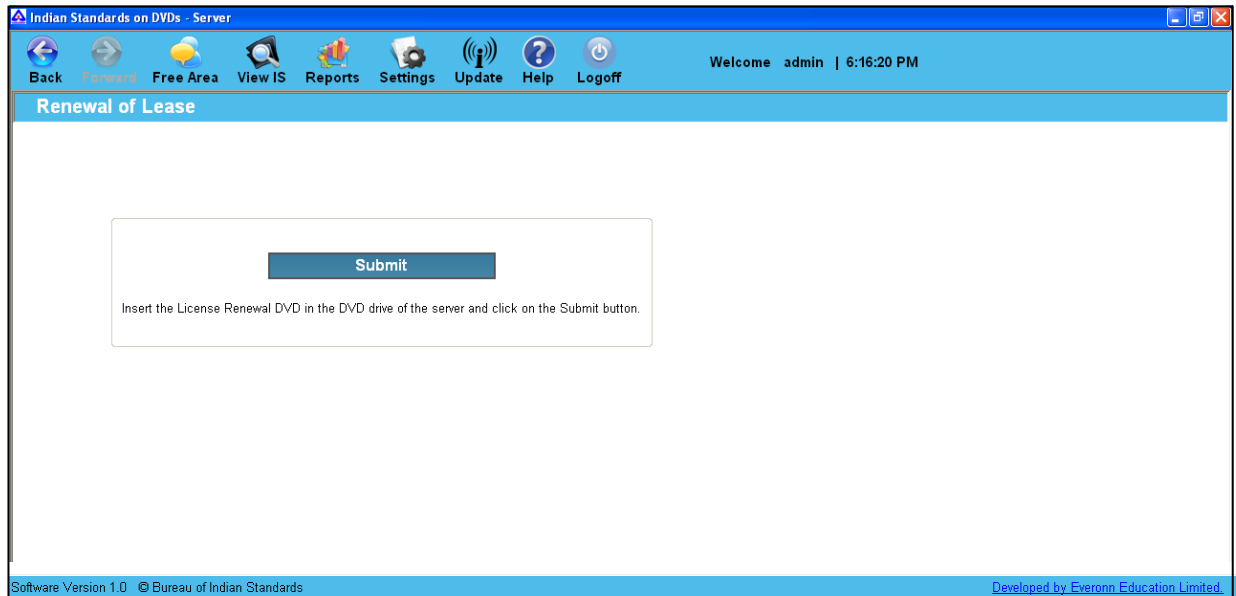 Indian Standards on DVDs - Server
Back Forward Free Area View IS Reports Settings Update Help Logoff Welcome admin | 6:16:20 PM
Renewal of Lease
Submit
Insert the License Renewal DVD in the DVD drive of the server and click on the Submit button.
Software Version 1.0 © Bureau of Indian Standards Developed by Everonn Education Limited.